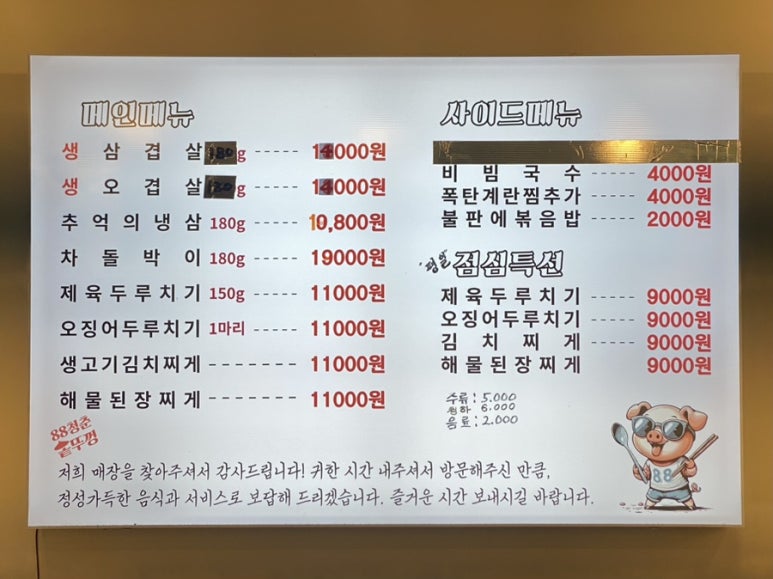 메인메뉴
생삼겹살 180g ----- 14000원
생오겹살 180g ----- 14000원
추억의냉삼 180g ----- 10,800원
차돌박이 180g ----- 19000원
제육두루치기 150g ----- 11000원
오징어두루치기 1마리 ----- 11000원
생고기김치찌게 -------- 11000원
해물된장찌게 -------- 11000원
88청춘
솥뚜껑
사이드메뉴
비빔국수 ----- 4000원
폭탄계란찜추가 ---- 4000원
불판에볶음밥 ---- 2000원
평일 점심특선
제육두루치기 ----- 9000원
오징어두루치기 ---- 9000원
김치찌게 ----- 9000원
해물된장찌게 ----- 9000원
수류 : 5.000
청하 6.000
음료 : 2.000
88
저희 매장을 찾아주셔서 감사드립니다! 귀한 시간 내주셔서 방문해주신 만큼,
정성가득한 음식과 서비스로 보답해 드리겠습니다. 즐거운 시간 보내시길 바랍니다.